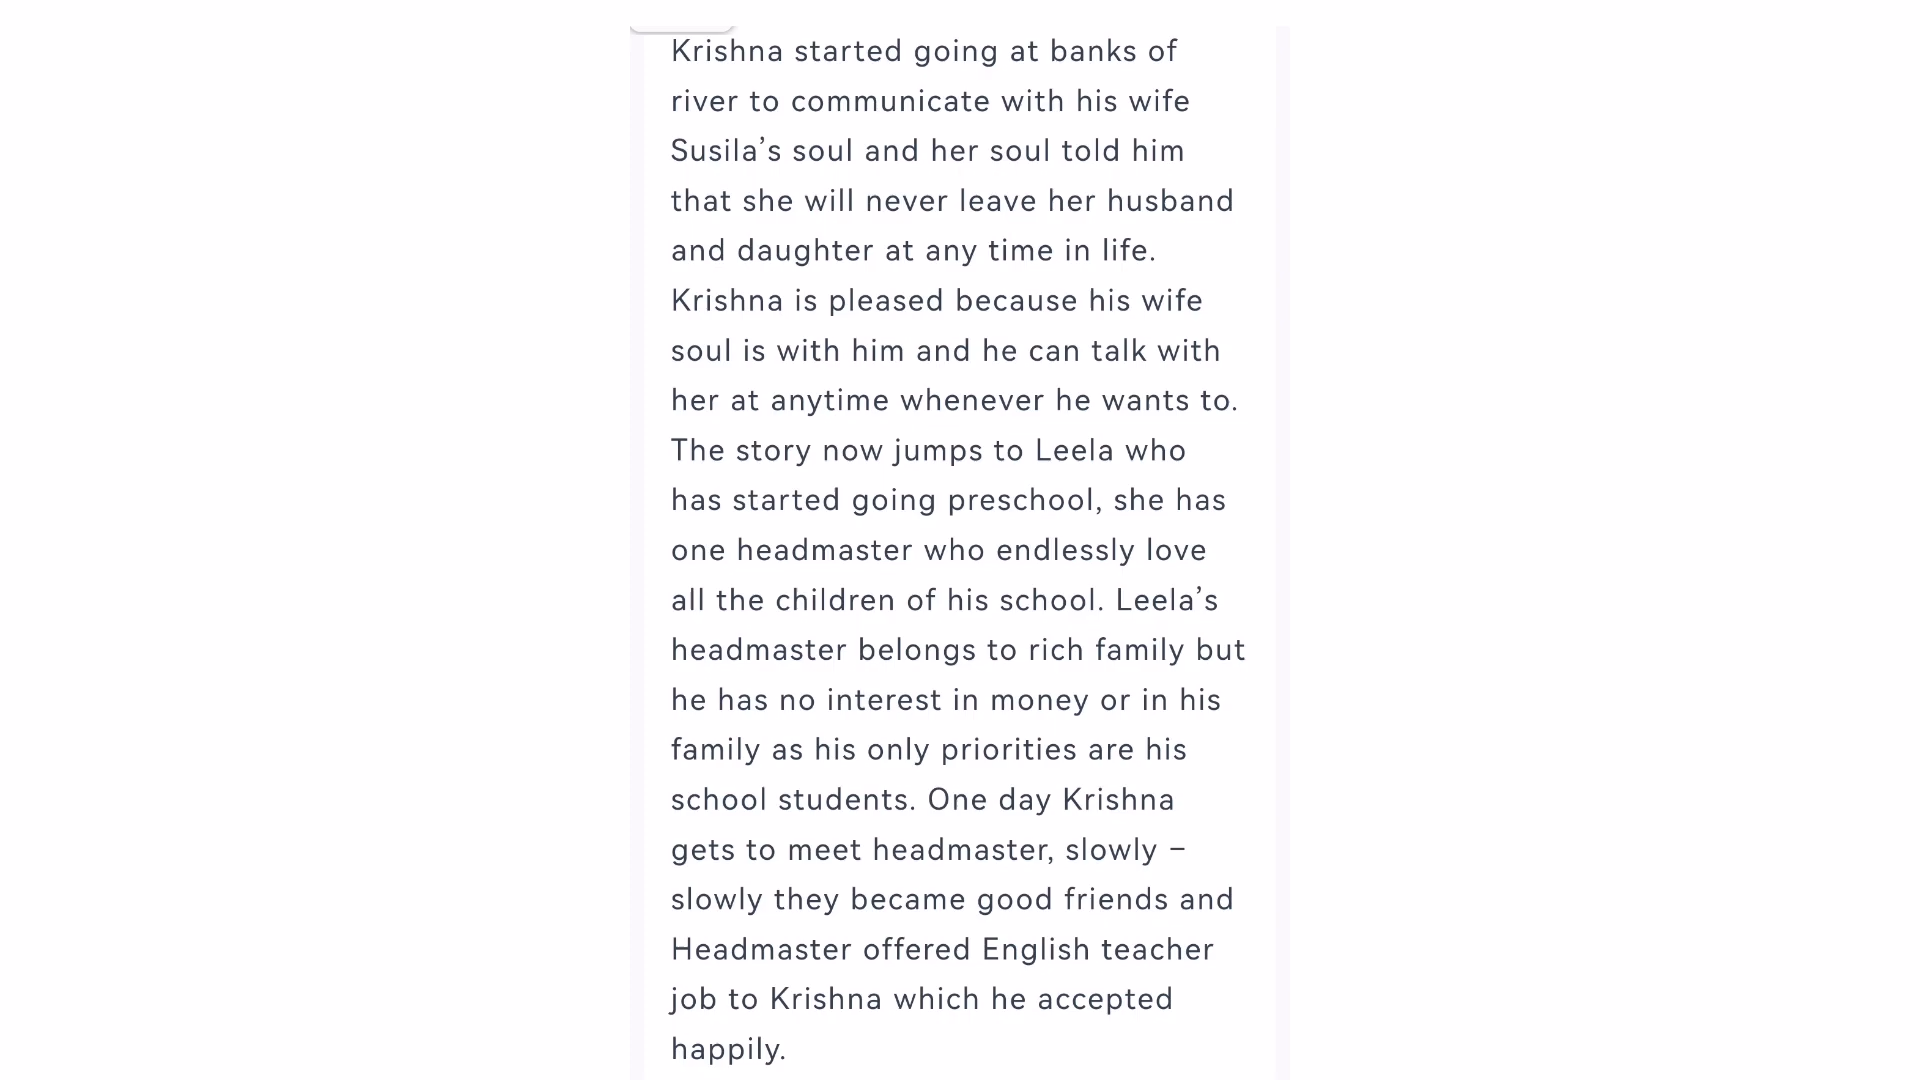 Krishna started going at banks of
river to communicate with his wife
Susila’s soul and her soul told him
that she will never leave her husband
and daughter at any time in life.
Krishna is pleased because his wife
soul is with him and he can talk with
her at anytime whenever he wants to.
The story now jumps to Leela who
has started going preschool, she has
one headmaster who endlessly love
all the children of his school. Leela’s
headmaster belongs to rich family but
he has no interest in money or in his
family as his only priorities are his
school students. One day Krishna
gets to meet headmaster, slowly –
slowly they became good friends and
Headmaster offered English teacher
job to Krishna which he accepted
happily.